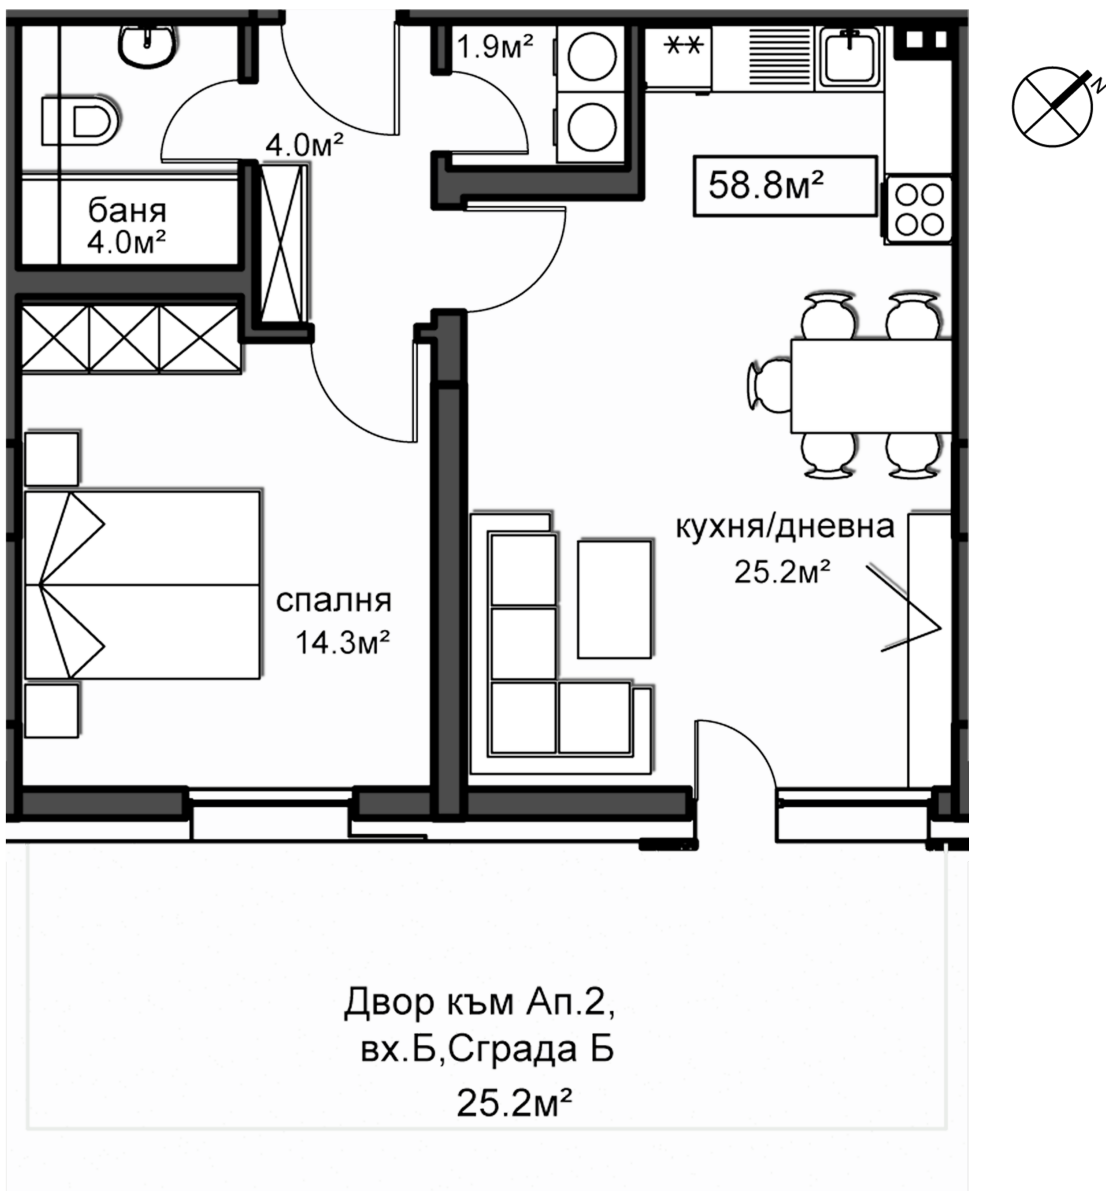 1.9м²
**
N
4.0м²
58.8м²
баня
4.0м²
кухня/дневна
25.2м²
спалня
14.3м²
Двор към Ап.2,
вх.Б,Сграда Б
25.2м²